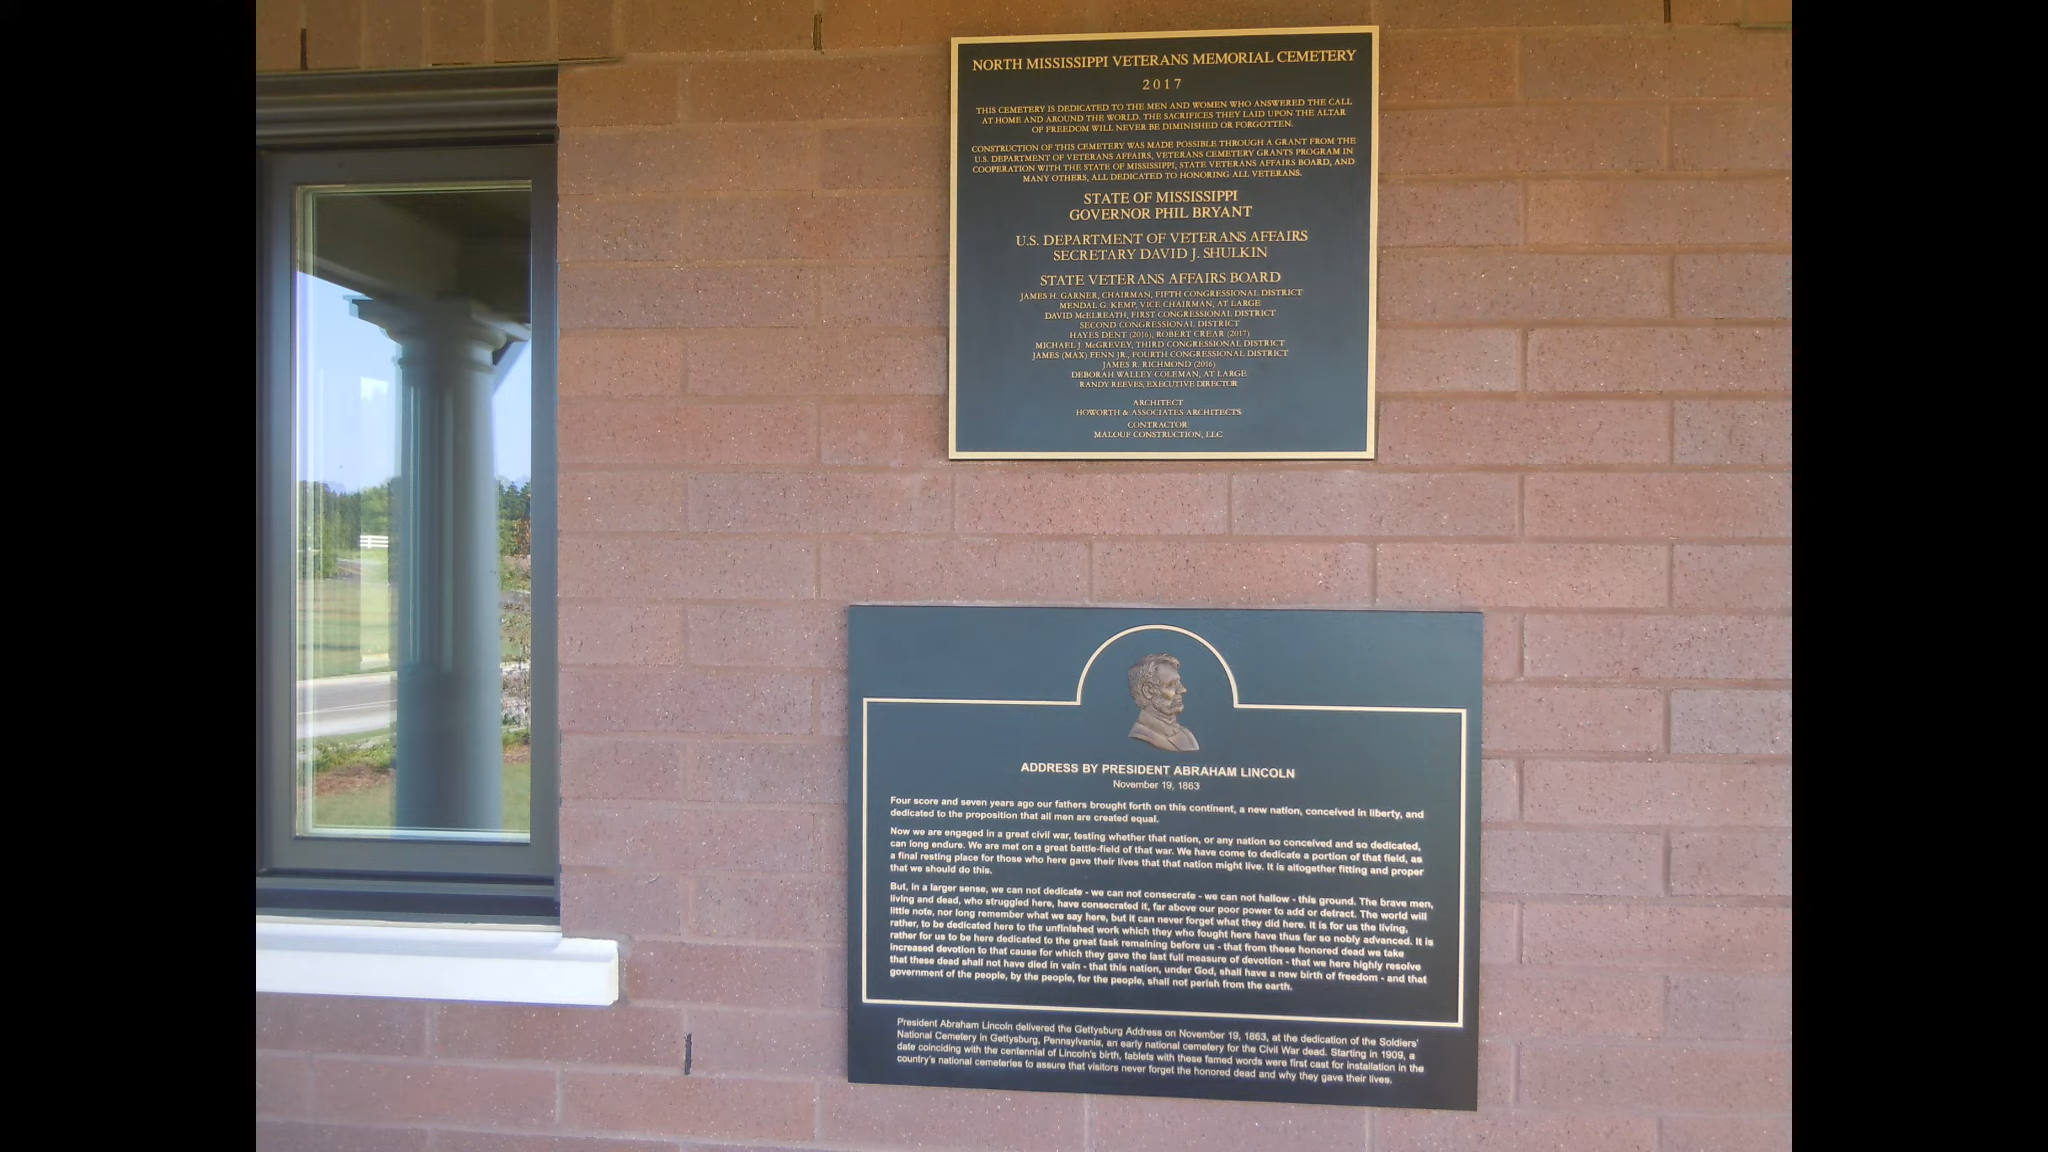 NORTH MISSISSIPPI VETERANS MEMORIAL CEMETERY
2017
THIS CEMETERY IS DEDICATED TO THE MEN AND WOMEN WHO ANSWERED THE CALL
AT HOME AND AROUND THE WORLD. THE SACRIFICES THEY LAID UPON THE ALTAR
OF FREEDOM WILL NEVER BE DIMINISHED OR FORGOTTEN.
CONSTRUCTION OF THIS CEMETERY WAS MADE POSSIBLE THROUGH A GRANT FROM THE
U.S. DEPARTMENT OF VETERANS AFFAIRS, VETERANS CEMETERY GRANTS PROGRAM IN
COOPERATION WITH THE STATE OF MISSISSIPPI, STATE VETERANS AFFAIRS BOARD, AND
MANY OTHERS, ALL DEDICATED TO HONORING ALL VETERANS.
STATE OF MISSISSIPPI
GOVERNOR PHIL BRYANT
U.S. DEPARTMENT OF VETERANS AFFAIRS
SECRETARY DAVID J. SHULKIN
STATE VETERANS AFFAIRS BOARD
JAMES H. GARNER, CHAIRMAN, FIFTH CONGRESSIONAL DISTRICT
MENDAL G. KEMP, VICE CHAIRMAN, AT LARGE
DAVID McELREATH, FIRST CONGRESSIONAL DISTRICT
SECOND CONGRESSIONAL DISTRICT
HAYES DENT (2016), ROBERT CREAR (2017)
MICHAEL J. McGREVEY, THIRD CONGRESSIONAL DISTRICT
JAMES (MAX) FENN JR., FOURTH CONGRESSIONAL DISTRICT
JAMES R. RICHMOND (2016)
DEBORAH WALLEY COLEMAN, AT LARGE
RANDY REEVES, EXECUTIVE DIRECTOR
ARCHITECT
HOWORTH & ASSOCIATES ARCHITECTS
CONTRACTOR
MALOUF CONSTRUCTION, LLC
ADDRESS BY PRESIDENT ABRAHAM LINCOLN
November 19, 1863
Four score and seven years ago our fathers brought forth on this continent, a new nation, conceived in liberty, and
dedicated to the proposition that all men are created equal.
Now we are engaged in a great civil war, testing whether that nation, or any nation so conceived and so dedicated,
can long endure. We are met on a great battle-field of that war. We have come to dedicate a portion of that field, as
a final resting place for those who here gave their lives that that nation might live. It is altogether fitting and proper
that we should do this.
But, in a larger sense, we can not dedicate - we can not consecrate - we can not hallow - this ground. The brave men,
living and dead, who struggled here, have consecrated it, far above our poor power to add or detract. The world will
little note, nor long remember what we say here, but it can never forget what they did here. It is for us the living,
rather, to be dedicated here to the unfinished work which they who fought here have thus far so nobly advanced. It is
rather for us to be here dedicated to the great task remaining before us - that from these honored dead we take
increased devotion to that cause for which they gave the last full measure of devotion - that we here highly resolve
that these dead shall not have died in vain - that this nation, under God, shall have a new birth of freedom - and that
government of the people, by the people, for the people, shall not perish from the earth.
President Abraham Lincoln delivered the Gettysburg Address on November 19, 1863, at the dedication of the Soldiers'
National Cemetery in Gettysburg, Pennsylvania, an early national cemetery for the Civil War dead. Starting in 1909, a
date coinciding with the centennial of Lincoln's birth, tablets with these famed words were first cast for installation in the
country's national cemeteries to assure that visitors never forget the honored dead and why they gave their lives.